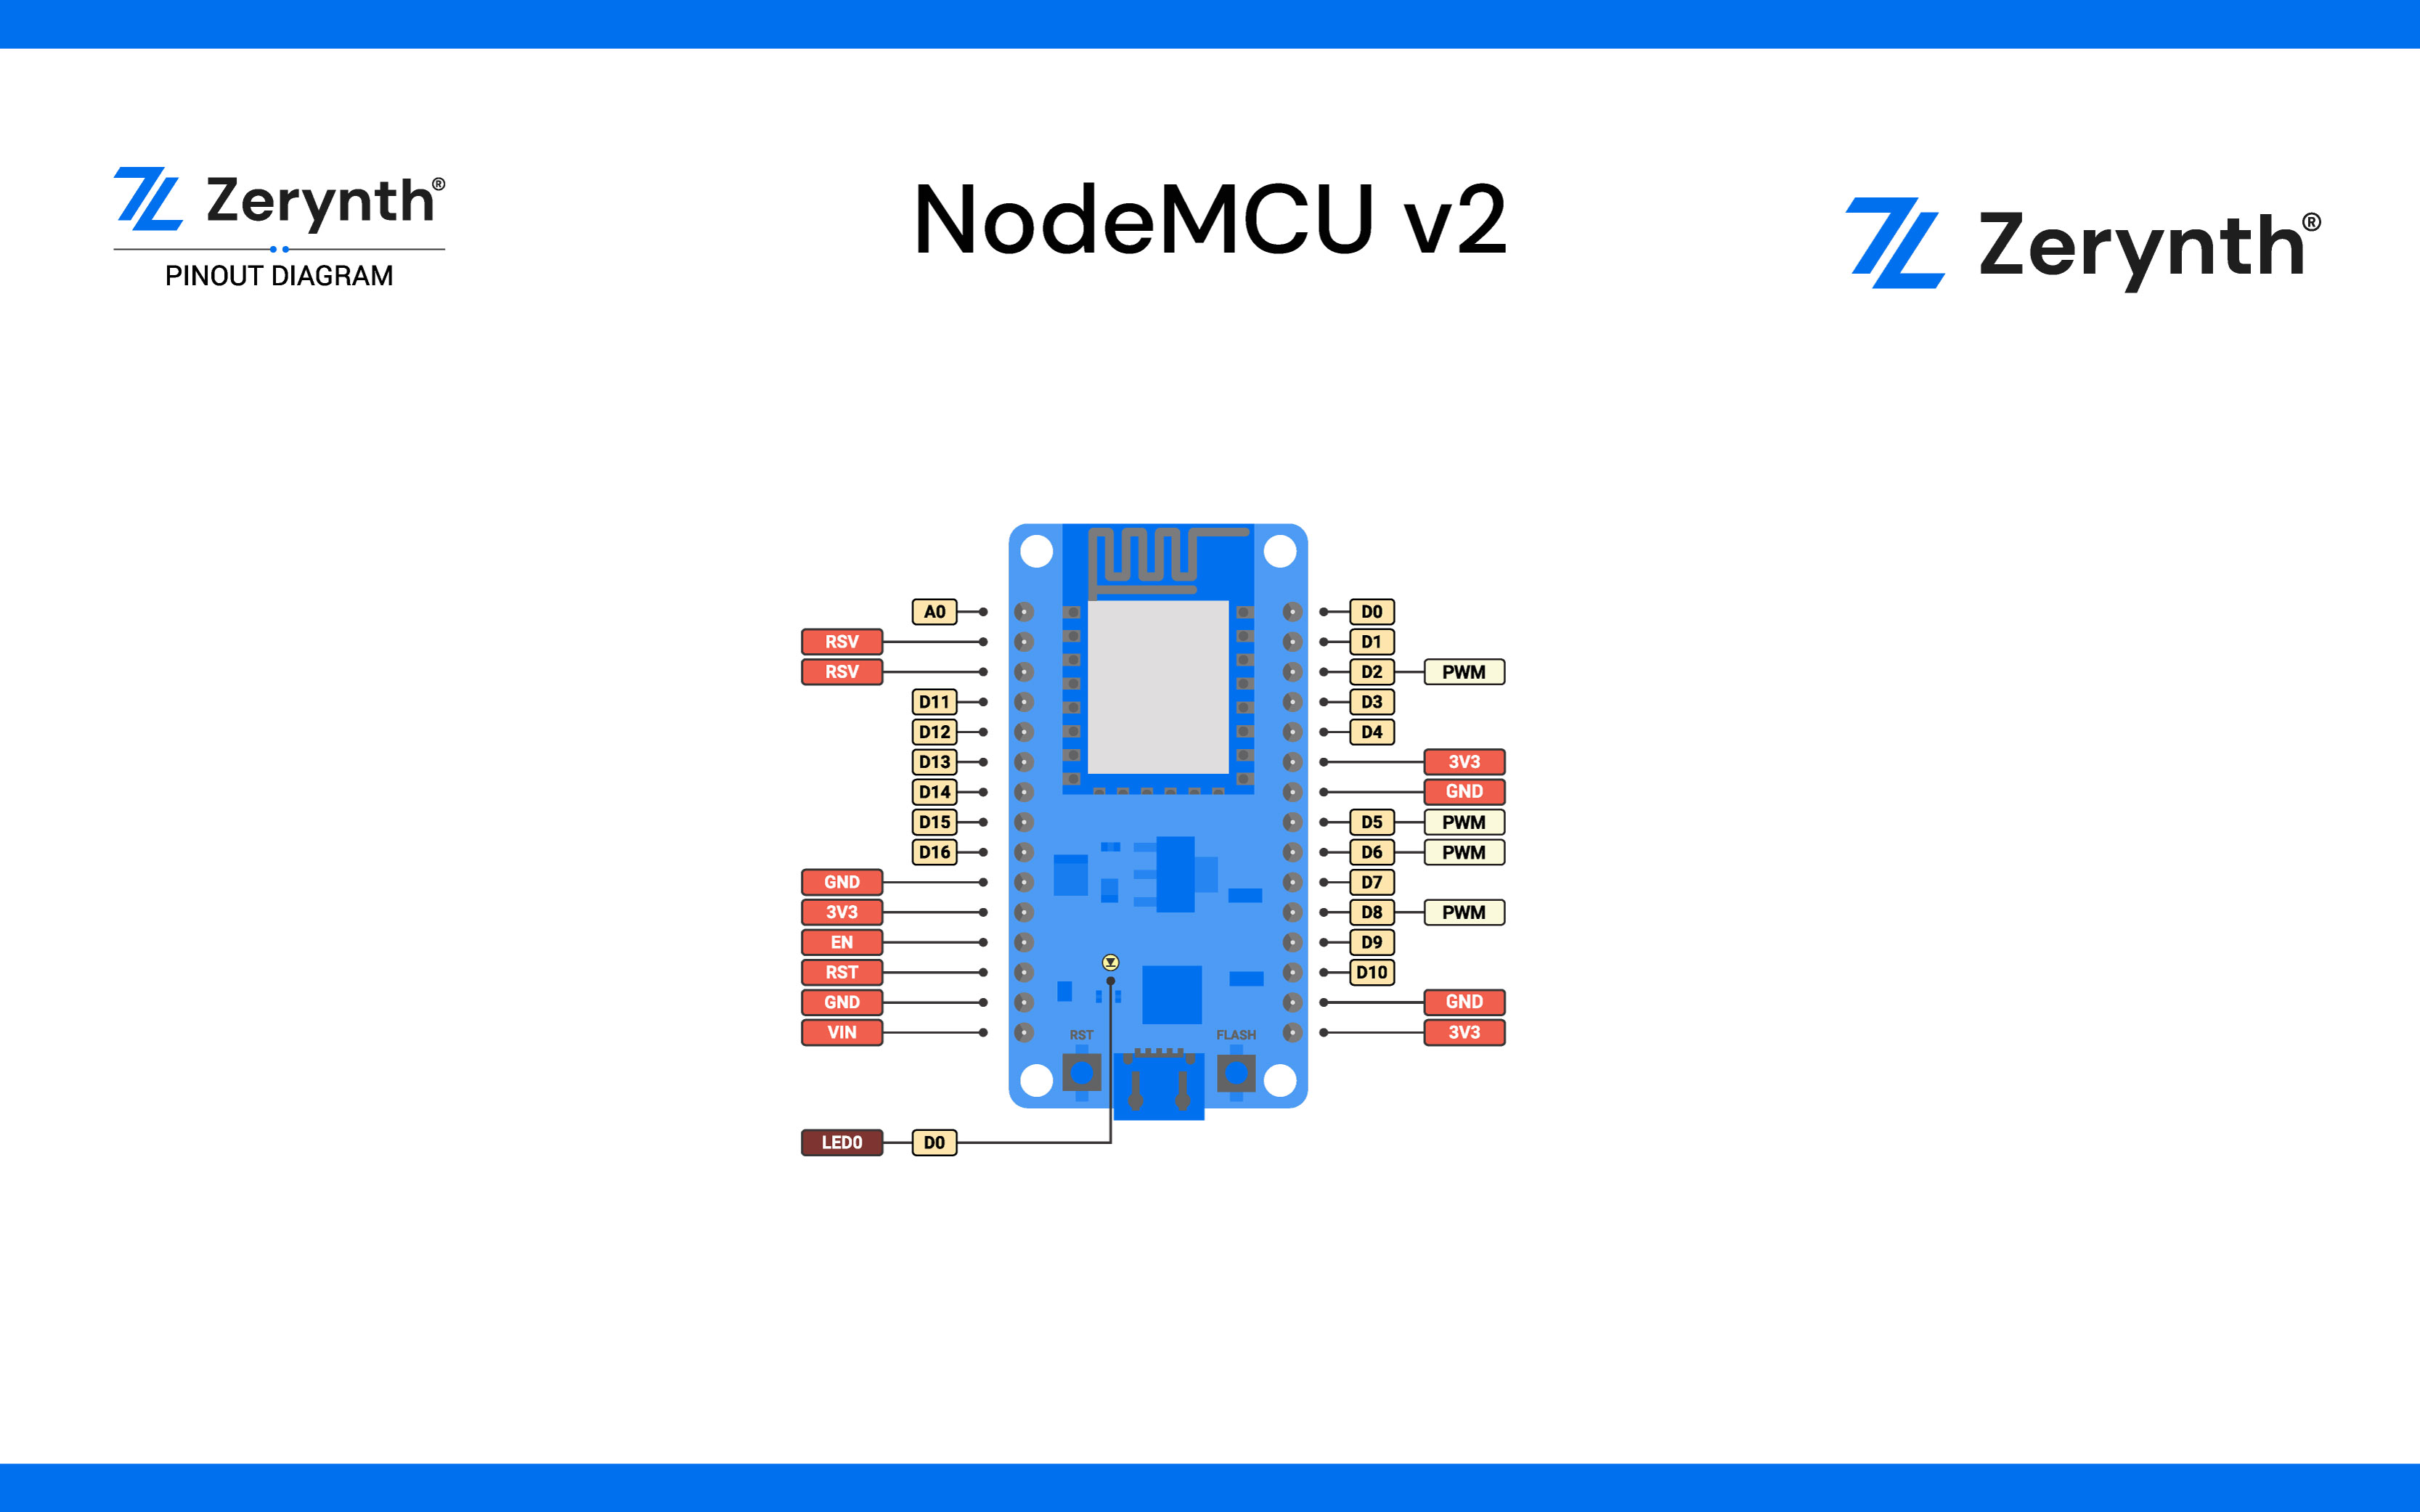 Zerynth®
PINOUT DIAGRAM
NodeMCU v2
Zerynth®
A0
D0
RSV
D1
RSV
D2 PWM
D11
D3
D12
D4
D13
3V3
D14
GND
D15
D5 PWM
D16
D6 PWM
GND
D7
3V3
D8 PWM
EN
D9
RST
D10
GND
GND
VIN
3V3
RST
FLASH
LED0 D0